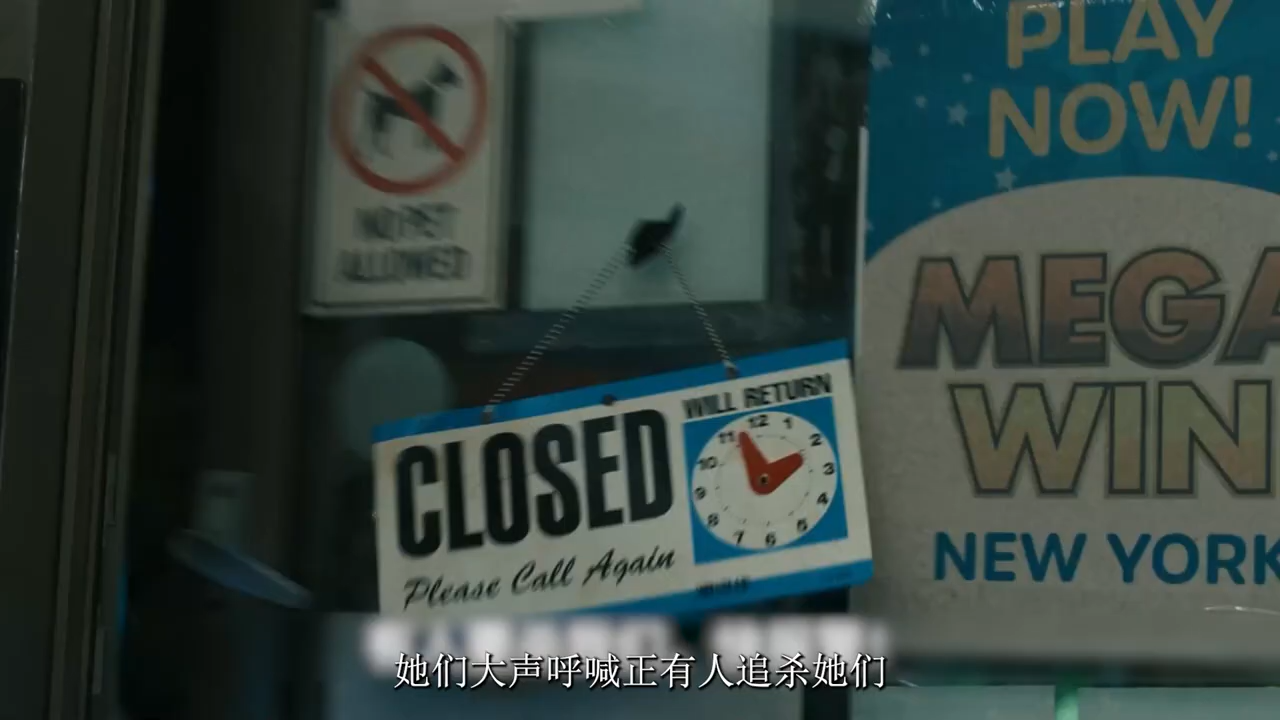 NO PET
ALLOWED
PLAY
NOW!
MEGA
WIN
NEW YORK
CLOSED
Please Call Again
WILL RETURN
12
1
2
3
4
5
6
7
8
9
10
11
她们大声呼喊正有人追杀她们